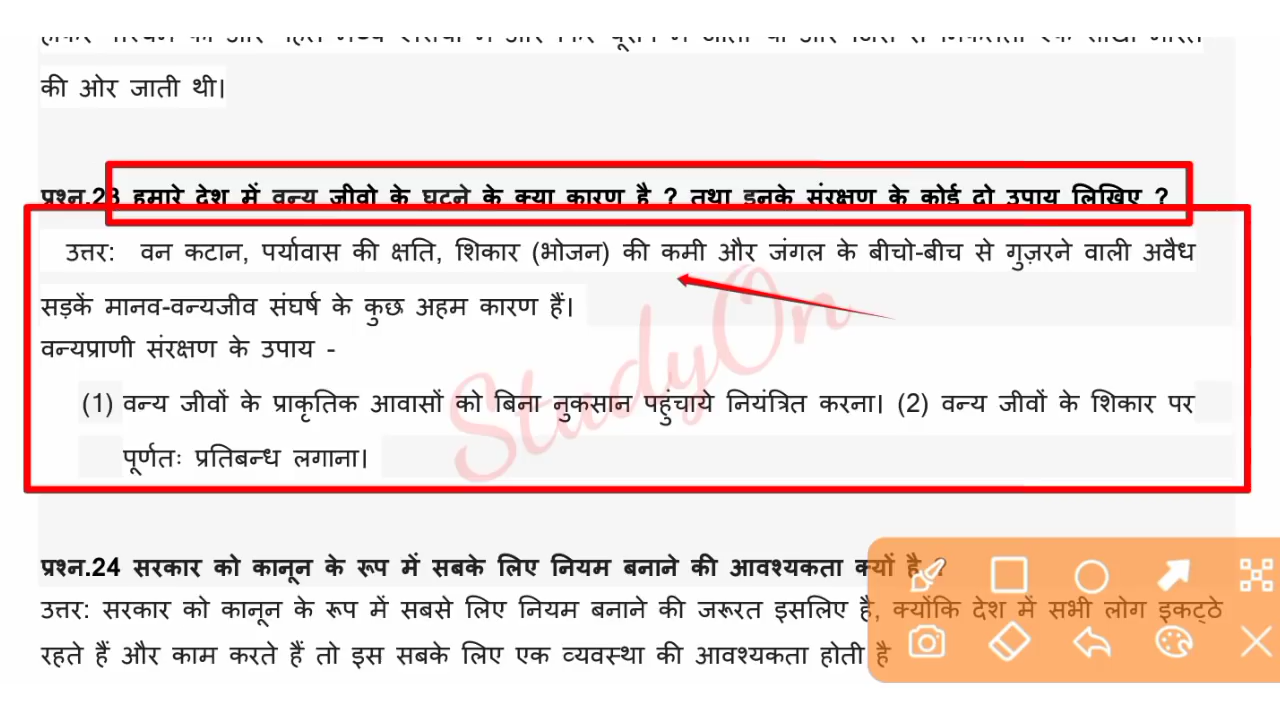 की ओर जाती थी।
प्रश्न.23 हमारे देश में वन्य जीवो के घटने के क्या कारण है ? तथा इनके संरक्षण के कोई दो उपाय लिखिए ?
उत्तर: वन कटान, पर्यावास की क्षति, शिकार (भोजन) की कमी और जंगल के बीचो-बीच से गुज़रने वाली अवैध
सड़कें मानव-वन्यजीव संघर्ष के कुछ अहम कारण हैं।
वन्यप्राणी संरक्षण के उपाय -
(1) वन्य जीवों के प्राकृतिक आवासों को बिना नुकसान पहुंचाये नियंत्रित करना। (2) वन्य जीवों के शिकार पर
पूर्णतः प्रतिबन्ध लगाना।
StudyOn
प्रश्न.24 सरकार को कानून के रूप में सबके लिए नियम बनाने की आवश्यकता क्यों है ?
उत्तर: सरकार को कानून के रूप में सबसे लिए नियम बनाने की जरूरत इसलिए है, क्योंकि देश में सभी लोग इकट्ठे
रहते हैं और काम करते हैं तो इस सबके लिए एक व्यवस्था की आवश्यकता होती है